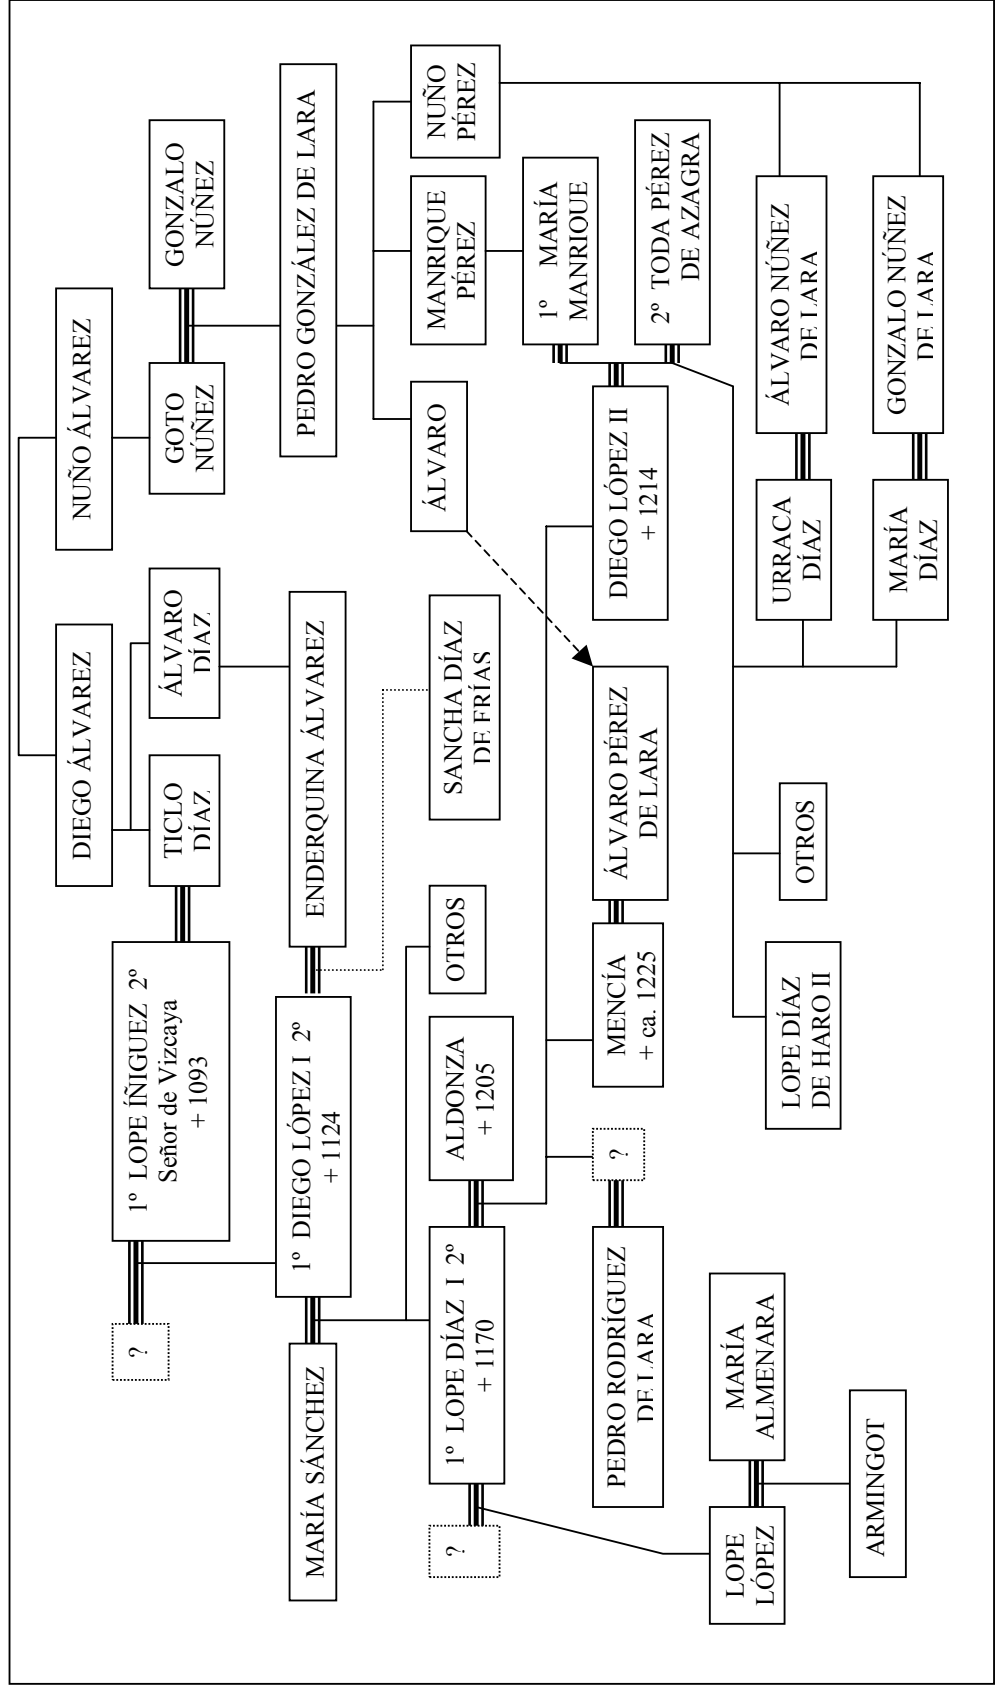 DIEGO ÁLVAREZ
NUÑO ÁLVAREZ
?
1º LOPE ÍÑIGUEZ 2º
Señor de Vizcaya
+ 1093
TICLO
DÍAZ
ÁLVARO
DÍAZ
GOTO
NÚÑEZ
GONZALO
NÚÑEZ
MARÍA SÁNCHEZ
1º DIEGO LÓPEZ I 2º
+ 1124
ENDERQUINA ÁLVAREZ
PEDRO GONZÁLEZ DE LARA
?
1º LOPE DÍAZ I 2º
+ 1170
ALDONZA
+ 1205
OTROS
SANCHA DÍAZ
DE FRÍAS
ÁLVARO
MANRIQUE
PÉREZ
NUÑO
PÉREZ
PEDRO RODRÍGUEZ
DE LARA
?
MENCÍA
+ ca. 1225
ÁLVARO PÉREZ
DE LARA
DIEGO LÓPEZ II
+ 1214
1º MARÍA
MANRIQUE
2º TODA PÉREZ
DE AZAGRA
LOPE
LÓPEZ
MARÍA
ALMENARA
LOPE DÍAZ
DE HARO II
OTROS
URRACA
DÍAZ
ÁLVARO NÚÑEZ
DE LARA
ARMINGOT
MARÍA
DÍAZ
GONZALO NÚÑEZ
DE LARA